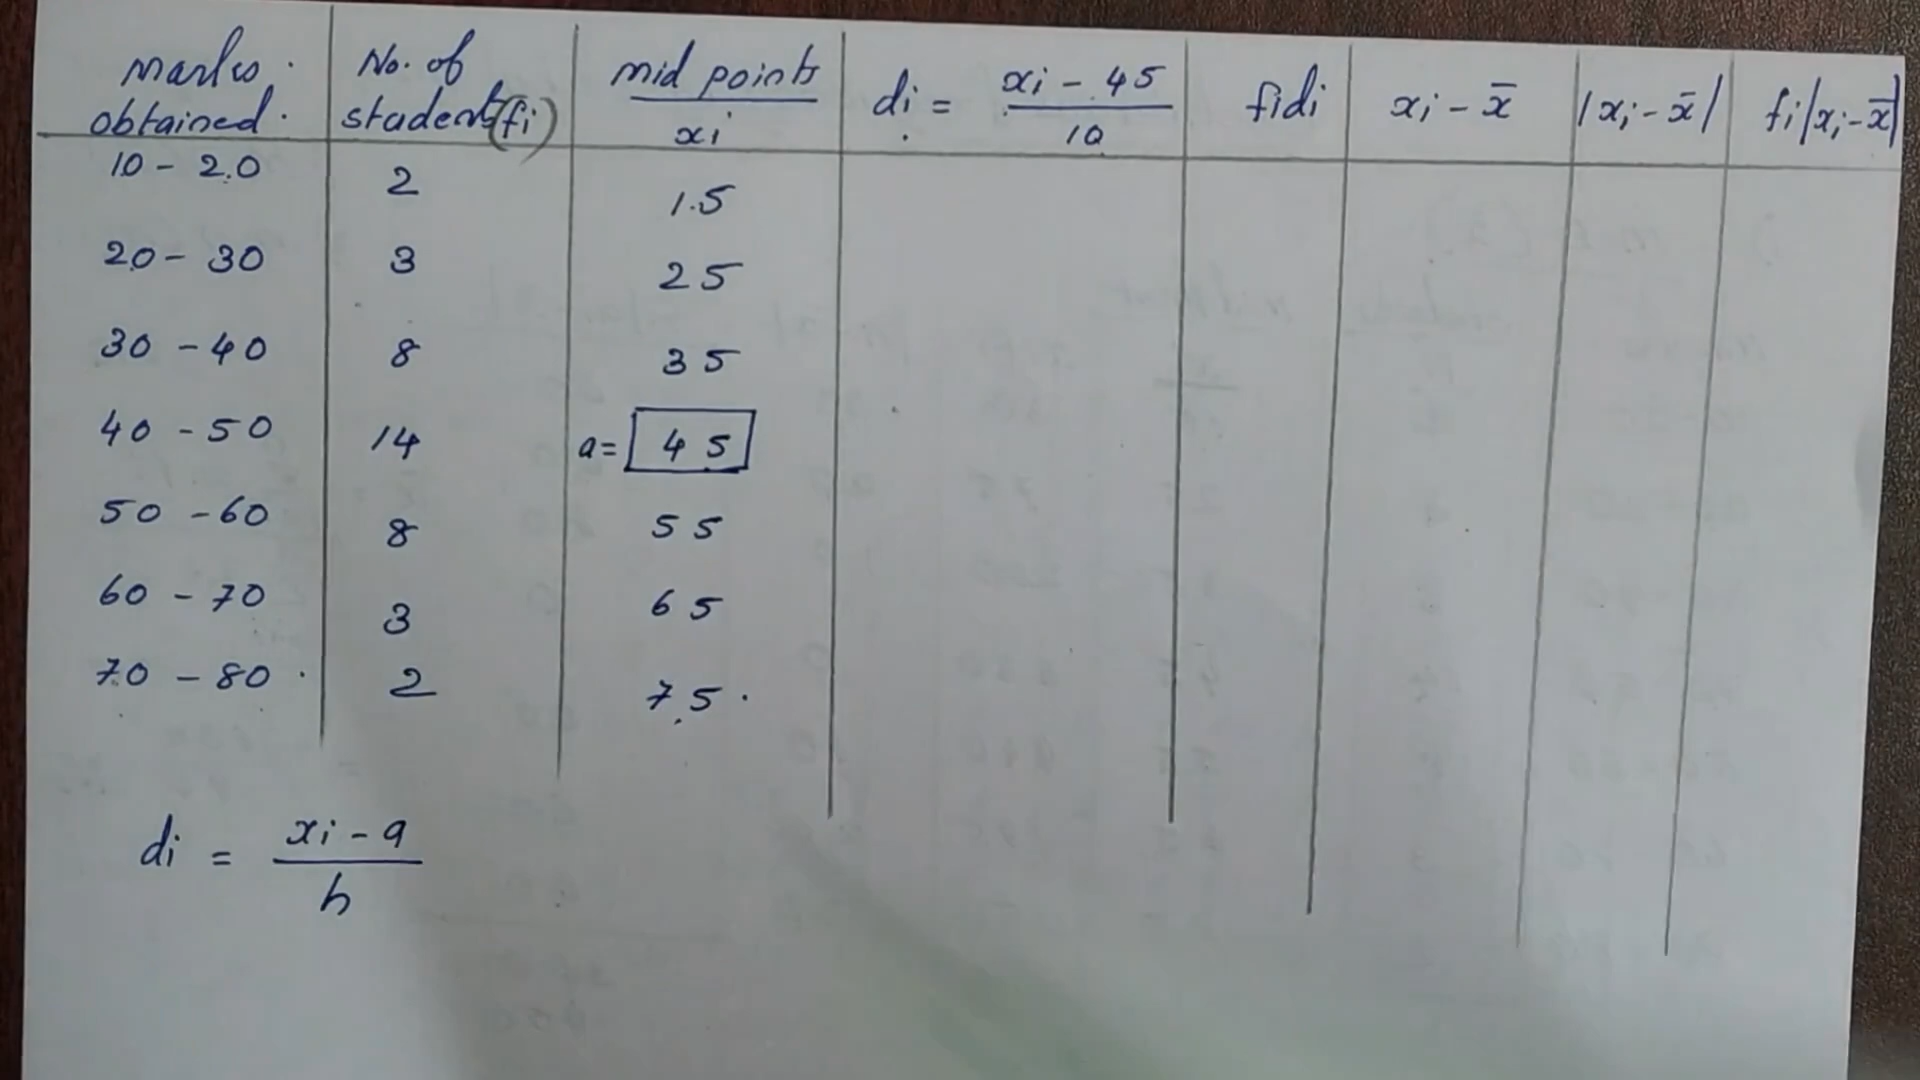 marks obtained. | No. of students (fi) | mid points xi | di = xi - 45 / 10 | fidi | xi - x̄ | |xi - x̄| | fi|xi - x̄|
10 - 20 2 1.5
20 - 30 3 25
30 - 40 8 35
40 - 50 14 a = 45
50 - 60 8 55
60 - 70 3 65
70 - 80 2 75
di = xi - a / h